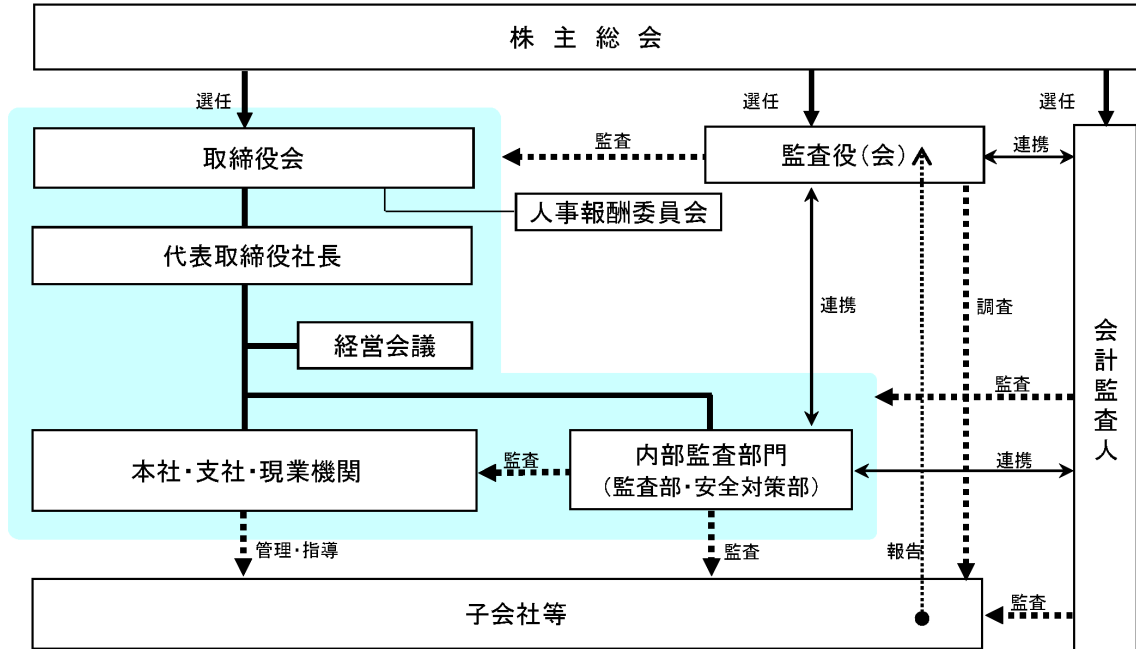 株主総会
選任
選任
選任
取締役会
監査
監査役(会)
連携
人事報酬委員会
代表取締役社長
連携
調査
経営会議
会計監査人
監査
本社・支社・現業機関
監査
内部監査部門
(監査部・安全対策部)
連携
管理・指導
監査
報告
子会社等
監査